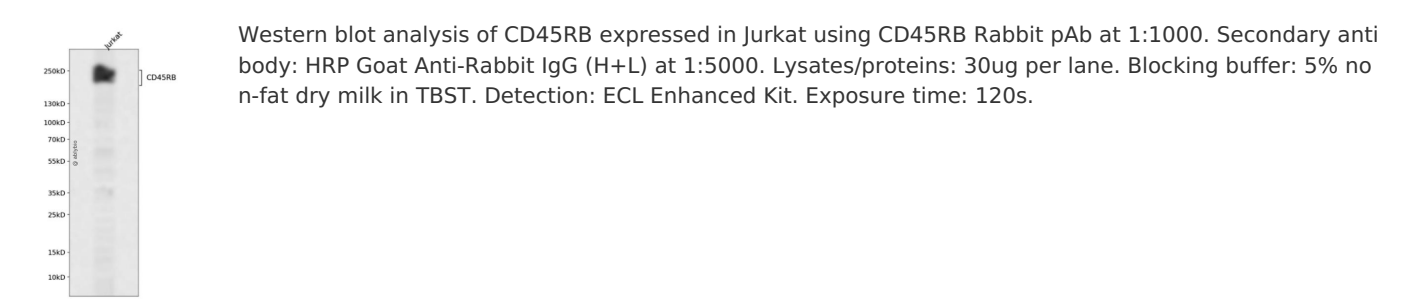 Jurkat
250kD
CD45RB
130kD
100kD
70kD
55kD
@ ablybio
35kD
25kD
15kD
10kD
Western blot analysis of CD45RB expressed in Jurkat using CD45RB Rabbit pAb at 1:1000. Secondary anti
body: HRP Goat Anti-Rabbit IgG (H+L) at 1:5000. Lysates/proteins: 30ug per lane. Blocking buffer: 5% no
n-fat dry milk in TBST. Detection: ECL Enhanced Kit. Exposure time: 120s.